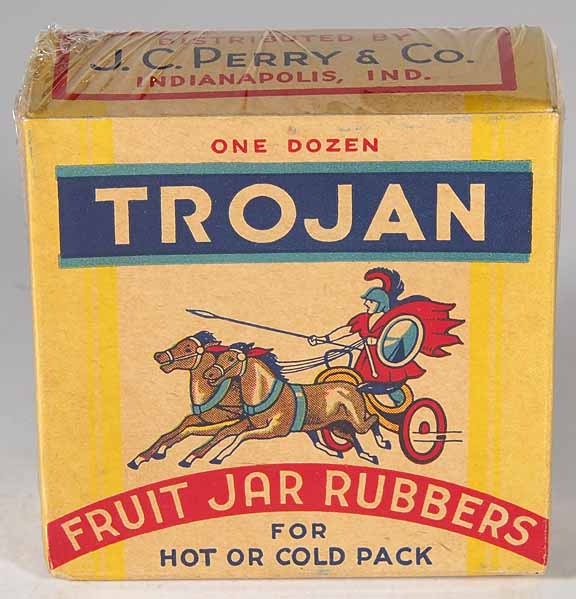 DISTRIBUTED BY
J. C. PERRY & CO.
INDIANAPOLIS, IND.
ONE DOZEN
TROJAN
FRUIT JAR RUBBERS
FOR
HOT OR COLD PACK